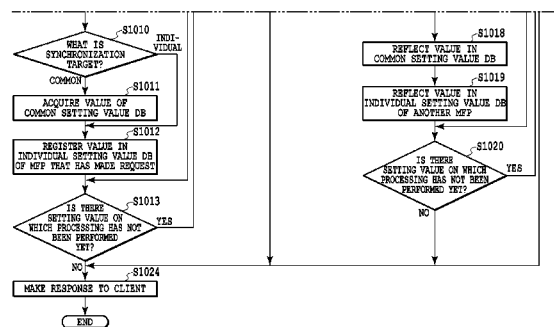 S1010
WHAT IS
SYNCHRONIZATION
TARGET?
INDI-
VIDUAL
COMMON
S1011
ACQUIRE VALUE OF
COMMON SETTING VALUE DB
S1012
REGISTER VALUE IN
INDIVIDUAL SETTING VALUE DB
OF MFP THAT HAS MADE REQUEST
S1013
IS THERE
SETTING VALUE ON
WHICH PROCESSING HAS NOT
BEEN PERFORMED
YET?
YES
NO
S1024
MAKE RESPONSE TO CLIENT
END
S1018
REFLECT VALUE IN
COMMON SETTING VALUE DB
S1019
REFLECT VALUE IN
INDIVIDUAL SETTING VALUE DB
OF ANOTHER MFP
S1020
IS THERE
SETTING VALUE ON WHICH
PROCESSING HAS NOT BEEN
PERFORMED YET?
YES
NO